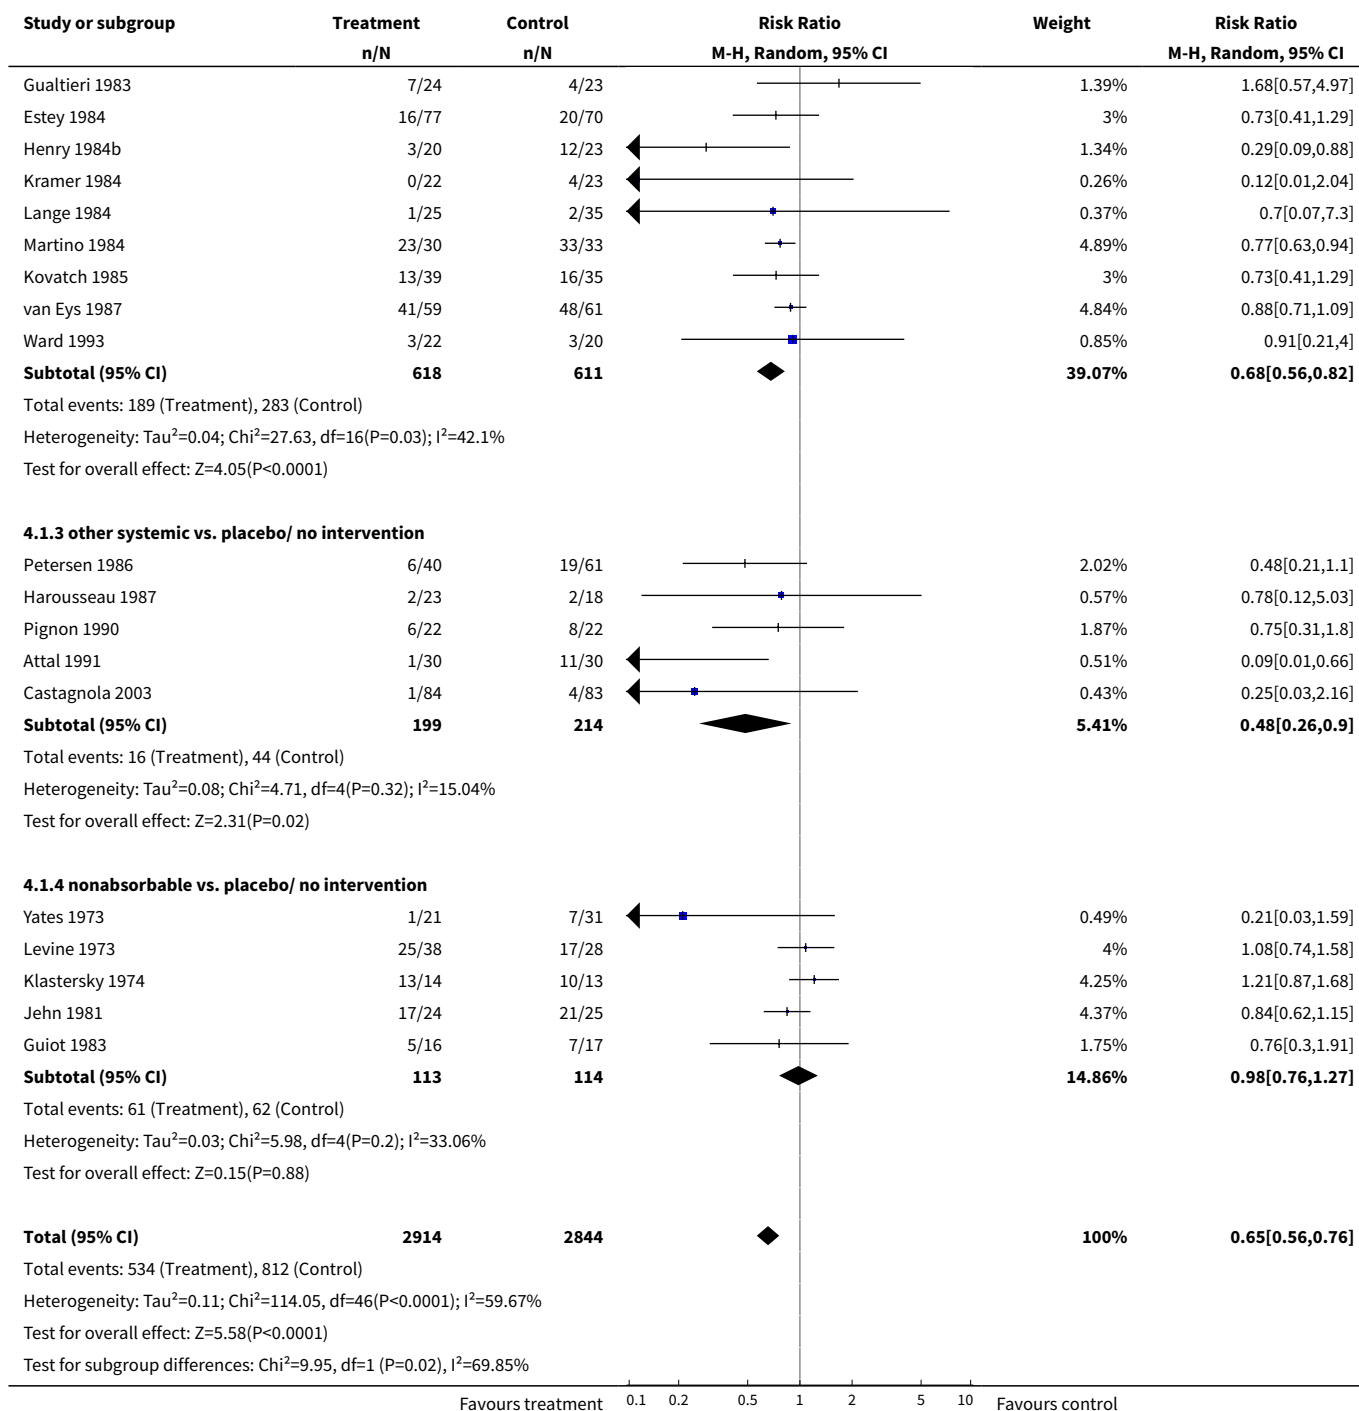 Study or subgroup Treatment Control Risk Ratio Weight Risk Ratio
n/N n/N M-H, Random, 95% CI M-H, Random, 95% CI
Gualtieri 1983 7/24 4/23 1.39% 1.68[0.57,4.97]
Estey 1984 16/77 20/70 3% 0.73[0.41,1.29]
Henry 1984b 3/20 12/23 1.34% 0.29[0.09,0.88]
Kramer 1984 0/22 4/23 0.26% 0.12[0.01,2.04]
Lange 1984 1/25 2/35 0.37% 0.7[0.07,7.3]
Martino 1984 23/30 33/33 4.89% 0.77[0.63,0.94]
Kovatch 1985 13/39 16/35 3% 0.73[0.41,1.29]
van Eys 1987 41/59 48/61 4.84% 0.88[0.71,1.09]
Ward 1993 3/22 3/20 0.85% 0.91[0.21,4]
Subtotal (95% CI) 618 611 39.07% 0.68[0.56,0.82]
Total events: 189 (Treatment), 283 (Control)
Heterogeneity: Tau²=0.04; Chi²=27.63, df=16(P=0.03); I²=42.1%
Test for overall effect: Z=4.05(P<0.0001)
4.1.3 other systemic vs. placebo/ no intervention
Petersen 1986 6/40 19/61 2.02% 0.48[0.21,1.1]
Harousseau 1987 2/23 2/18 0.57% 0.78[0.12,5.03]
Pignon 1990 6/22 8/22 1.87% 0.75[0.31,1.8]
Attal 1991 1/30 11/30 0.51% 0.09[0.01,0.66]
Castagnola 2003 1/84 4/83 0.43% 0.25[0.03,2.16]
Subtotal (95% CI) 199 214 5.41% 0.48[0.26,0.9]
Total events: 16 (Treatment), 44 (Control)
Heterogeneity: Tau²=0.08; Chi²=4.71, df=4(P=0.32); I²=15.04%
Test for overall effect: Z=2.31(P=0.02)
4.1.4 nonabsorbable vs. placebo/ no intervention
Yates 1973 1/21 7/31 0.49% 0.21[0.03,1.59]
Levine 1973 25/38 17/28 4% 1.08[0.74,1.58]
Klastersky 1974 13/14 10/13 4.25% 1.21[0.87,1.68]
Jehn 1981 17/24 21/25 4.37% 0.84[0.62,1.15]
Guiot 1983 5/16 7/17 1.75% 0.76[0.3,1.91]
Subtotal (95% CI) 113 114 14.86% 0.98[0.76,1.27]
Total events: 61 (Treatment), 62 (Control)
Heterogeneity: Tau²=0.03; Chi²=5.98, df=4(P=0.2); I²=33.06%
Test for overall effect: Z=0.15(P=0.88)
Total (95% CI) 2914 2844 100% 0.65[0.56,0.76]
Total events: 534 (Treatment), 812 (Control)
Heterogeneity: Tau²=0.11; Chi²=114.05, df=46(P<0.0001); I²=59.67%
Test for overall effect: Z=5.58(P<0.0001)
Test for subgroup differences: Chi²=9.95, df=1 (P=0.02), I²=69.85%
Favours treatment 0.1 0.2 0.5 1 2 5 10 Favours control